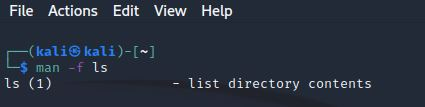 File Actions Edit View Help
┌──(kali㉿kali)-[~]
└─$ man -f ls
ls (1)               - list directory contents